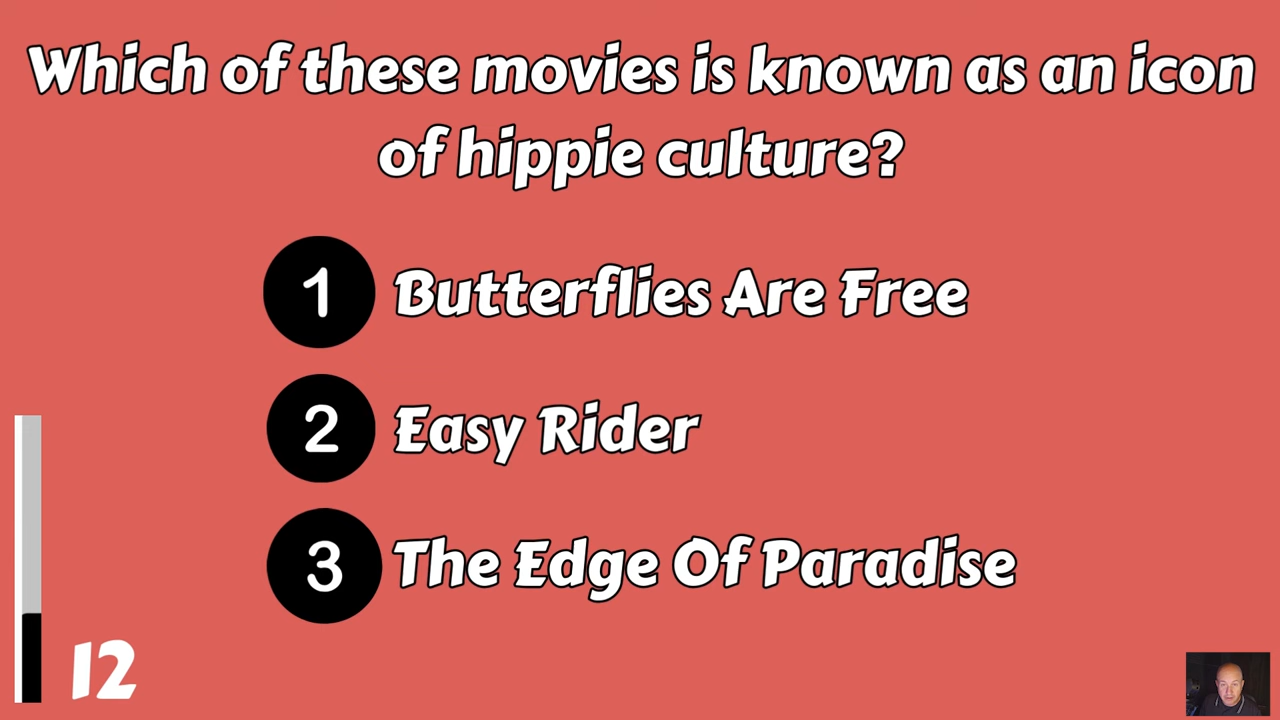 Which of these movies is known as an icon
of hippie culture?
1 Butterflies Are Free
2 Easy Rider
3 The Edge Of Paradise
12